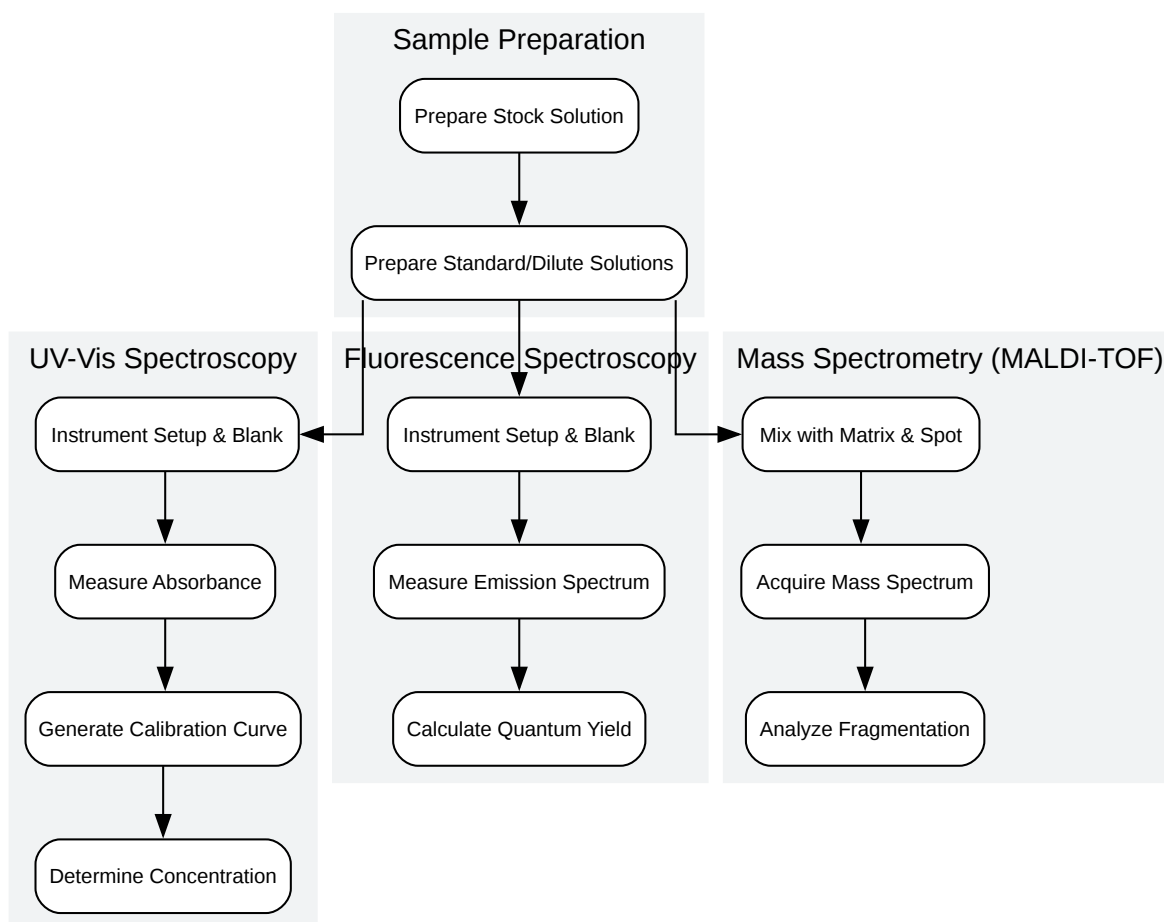 Sample Preparation
Prepare Stock Solution
Prepare Standard/Dilute Solutions
UV-Vis Spectroscopy
Instrument Setup & Blank
Measure Absorbance
Generate Calibration Curve
Determine Concentration
Fluorescence Spectroscopy
Instrument Setup & Blank
Measure Emission Spectrum
Calculate Quantum Yield
Mass Spectrometry (MALDI-TOF)
Mix with Matrix & Spot
Acquire Mass Spectrum
Analyze Fragmentation